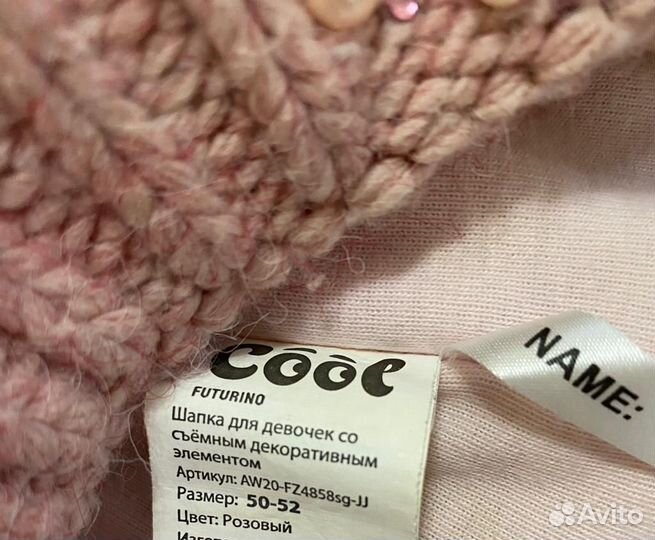 cool
FUTURINO
Шапка для девочек со
съёмным декоративным
элементом
Артикул: AW20-FZ4858sg-JJ
Размер: 50-52
Цвет: Розовый
NAME:
Avito